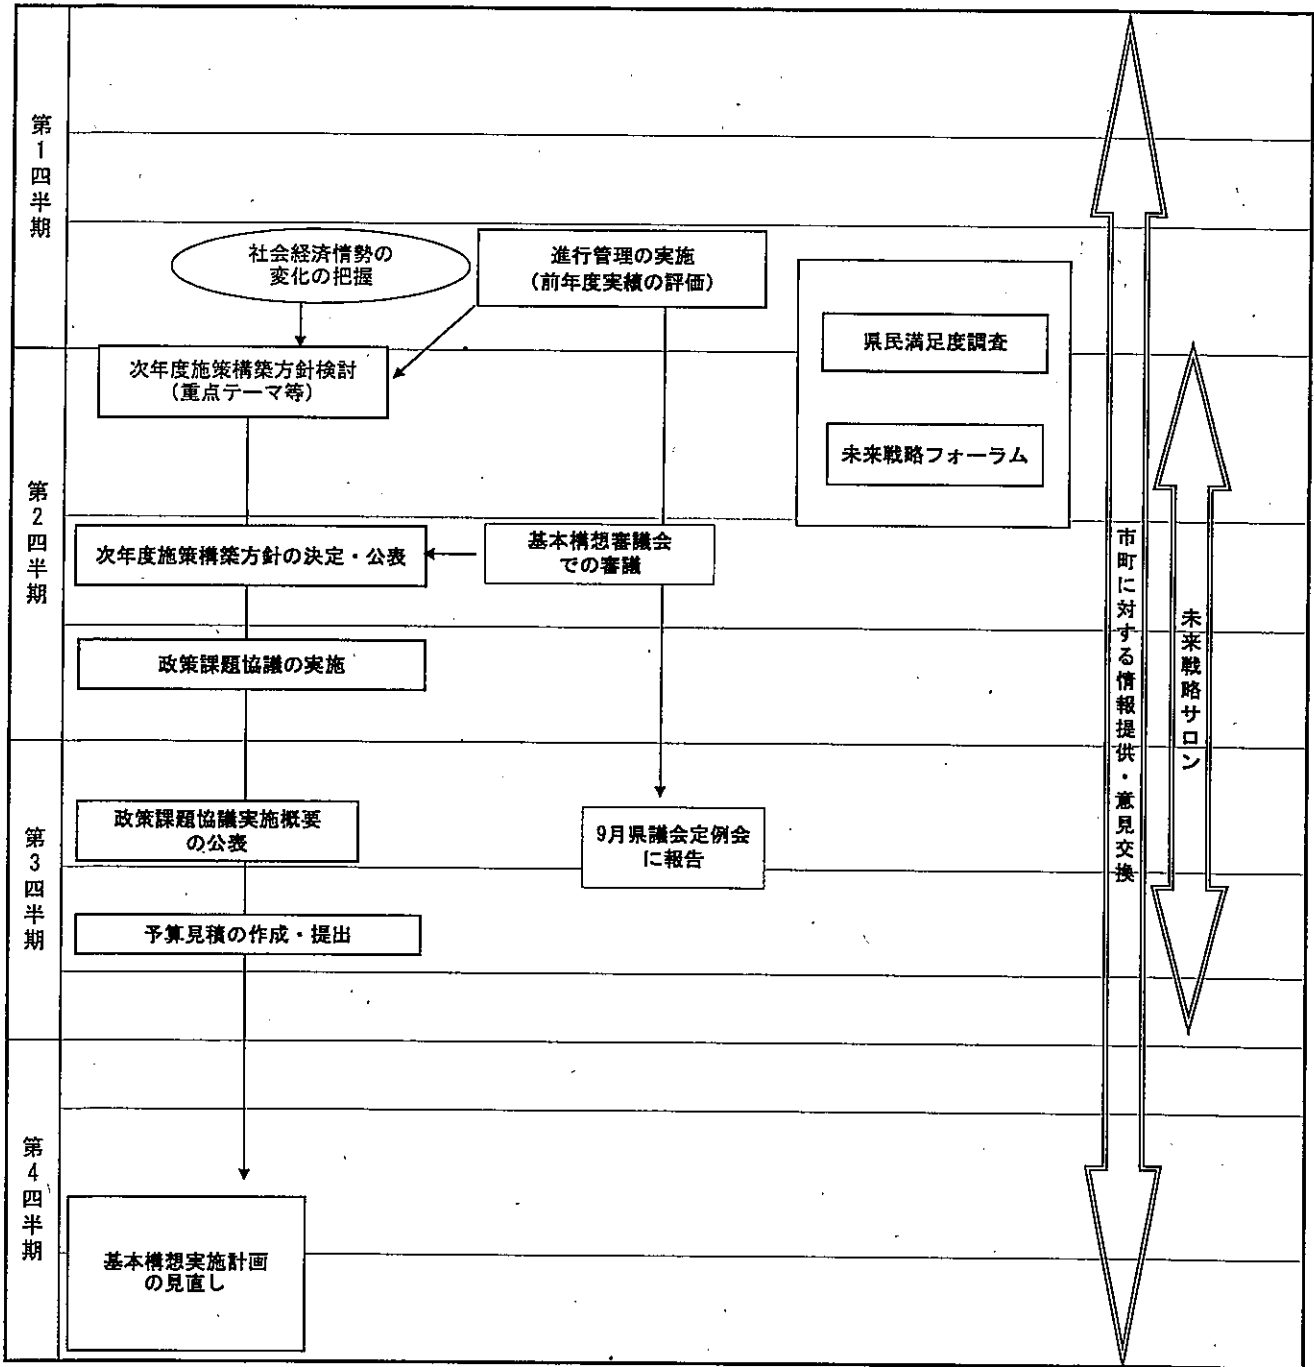 第1四半期
社会経済情勢の
変化の把握
進行管理の実施
（前年度実績の評価）
県民満足度調査
次年度施策構築方針検討
（重点テーマ等）
未来戦略フォーラム
第2四半期
次年度施策構築方針の決定・公表
基本構想審議会
での審議
政策課題協議の実施
市町に対する情報提供・意見交換
未来戦略サロン
第3四半期
政策課題協議実施概要
の公表
9月県議会定例会
に報告
予算見積の作成・提出
第4四半期
基本構想実施計画
の見直し